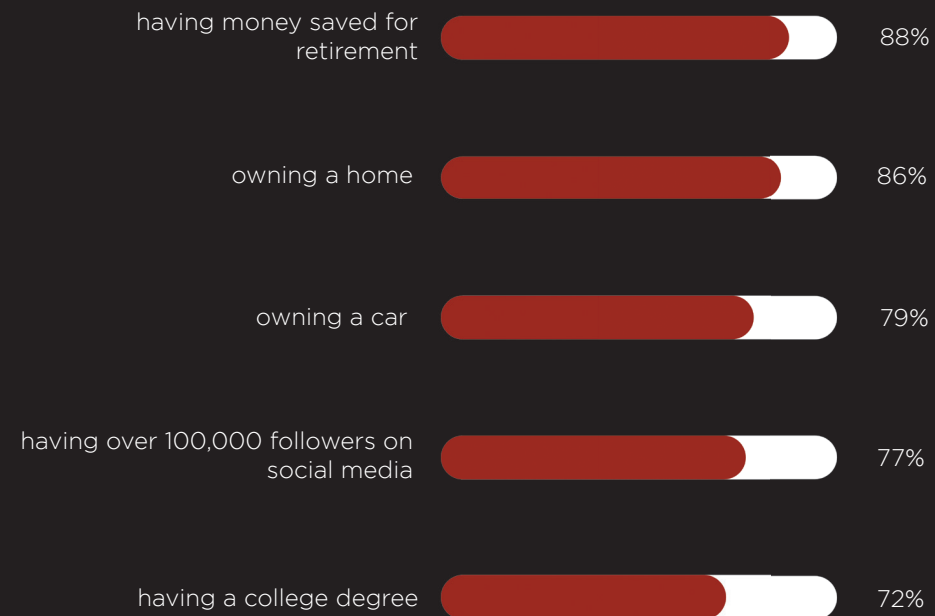 having money saved for
retirement
88%
owning a home
86%
owning a car
79%
having over 100,000 followers on
social media
77%
having a college degree
72%